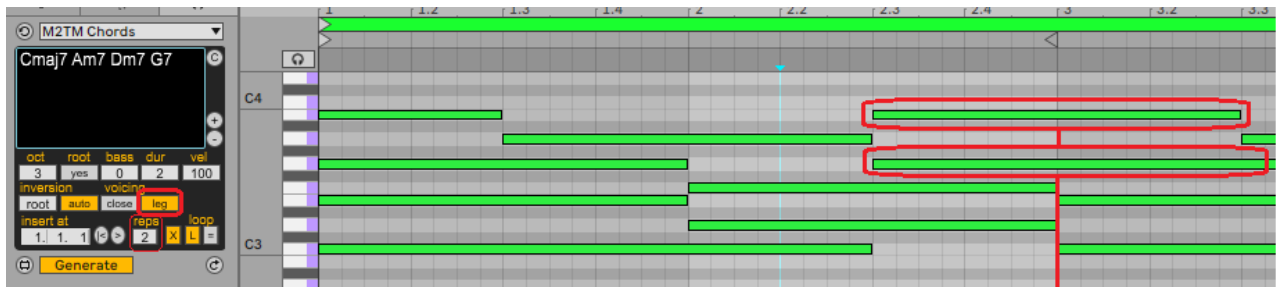 M2TM Chords
Cmaj7 Am7 Dm7 G7
C
+
-
oct root bass dur vel
3 yes 0 2 100
inversion voicing
root auto close leg
insert at reps loop
1. 1. 1 |< > 2 X L =
Generate
1 1.2 1.3 1.4 2 2.2 2.3 2.4 3 3.2 3.3
C4
C3